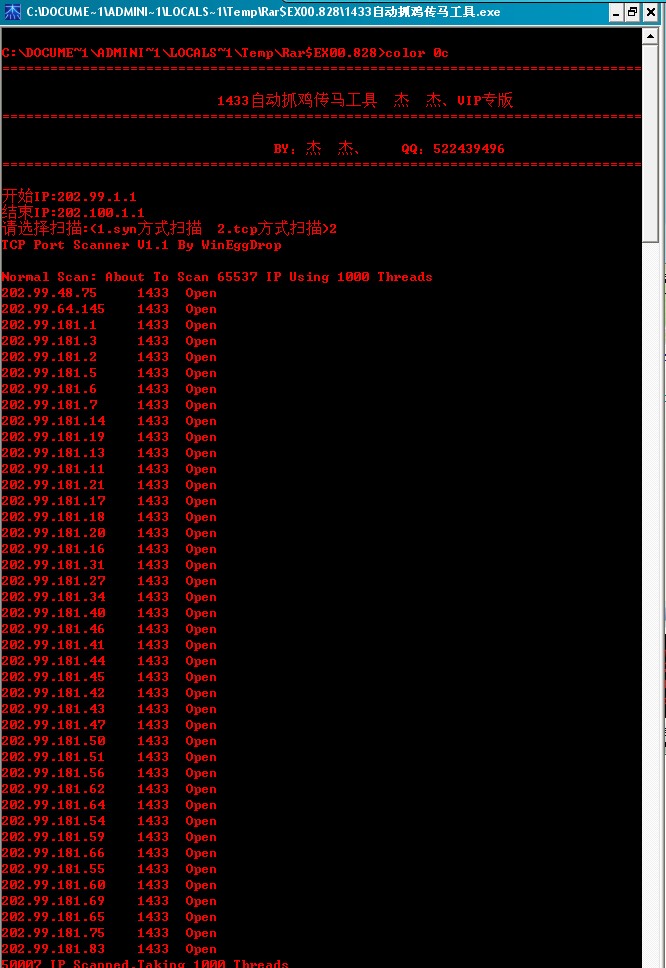 C:\DOCUME~1\ADMINI~1\LOCALS~1\Temp\Rar$EX00.828\1433自动抓鸡传马工具.exe
C:\DOCUME~1\ADMINI~1\LOCALS~1\Temp\Rar$EX00.828>color 0c
================================================================================
1433自动抓鸡传马工具 杰 杰、VIP专版
================================================================================
BY：杰 杰、 QQ：522439496
================================================================================
开始IP:202.99.1.1
结束IP:202.100.1.1
请选择扫描:<1.syn方式扫描 2.tcp方式扫描>2
TCP Port Scanner V1.1 By WinEggDrop
Normal Scan: About To Scan 65537 IP Using 1000 Threads
202.99.48.75 1433 Open
202.99.64.145 1433 Open
202.99.181.1 1433 Open
202.99.181.3 1433 Open
202.99.181.2 1433 Open
202.99.181.5 1433 Open
202.99.181.6 1433 Open
202.99.181.7 1433 Open
202.99.181.14 1433 Open
202.99.181.19 1433 Open
202.99.181.13 1433 Open
202.99.181.11 1433 Open
202.99.181.21 1433 Open
202.99.181.17 1433 Open
202.99.181.18 1433 Open
202.99.181.20 1433 Open
202.99.181.16 1433 Open
202.99.181.31 1433 Open
202.99.181.27 1433 Open
202.99.181.34 1433 Open
202.99.181.40 1433 Open
202.99.181.46 1433 Open
202.99.181.41 1433 Open
202.99.181.44 1433 Open
202.99.181.45 1433 Open
202.99.181.42 1433 Open
202.99.181.43 1433 Open
202.99.181.47 1433 Open
202.99.181.50 1433 Open
202.99.181.51 1433 Open
202.99.181.56 1433 Open
202.99.181.62 1433 Open
202.99.181.64 1433 Open
202.99.181.54 1433 Open
202.99.181.59 1433 Open
202.99.181.66 1433 Open
202.99.181.55 1433 Open
202.99.181.60 1433 Open
202.99.181.69 1433 Open
202.99.181.65 1433 Open
202.99.181.75 1433 Open
202.99.181.83 1433 Open
50007 IP Scanned.Taking 1000 Threads